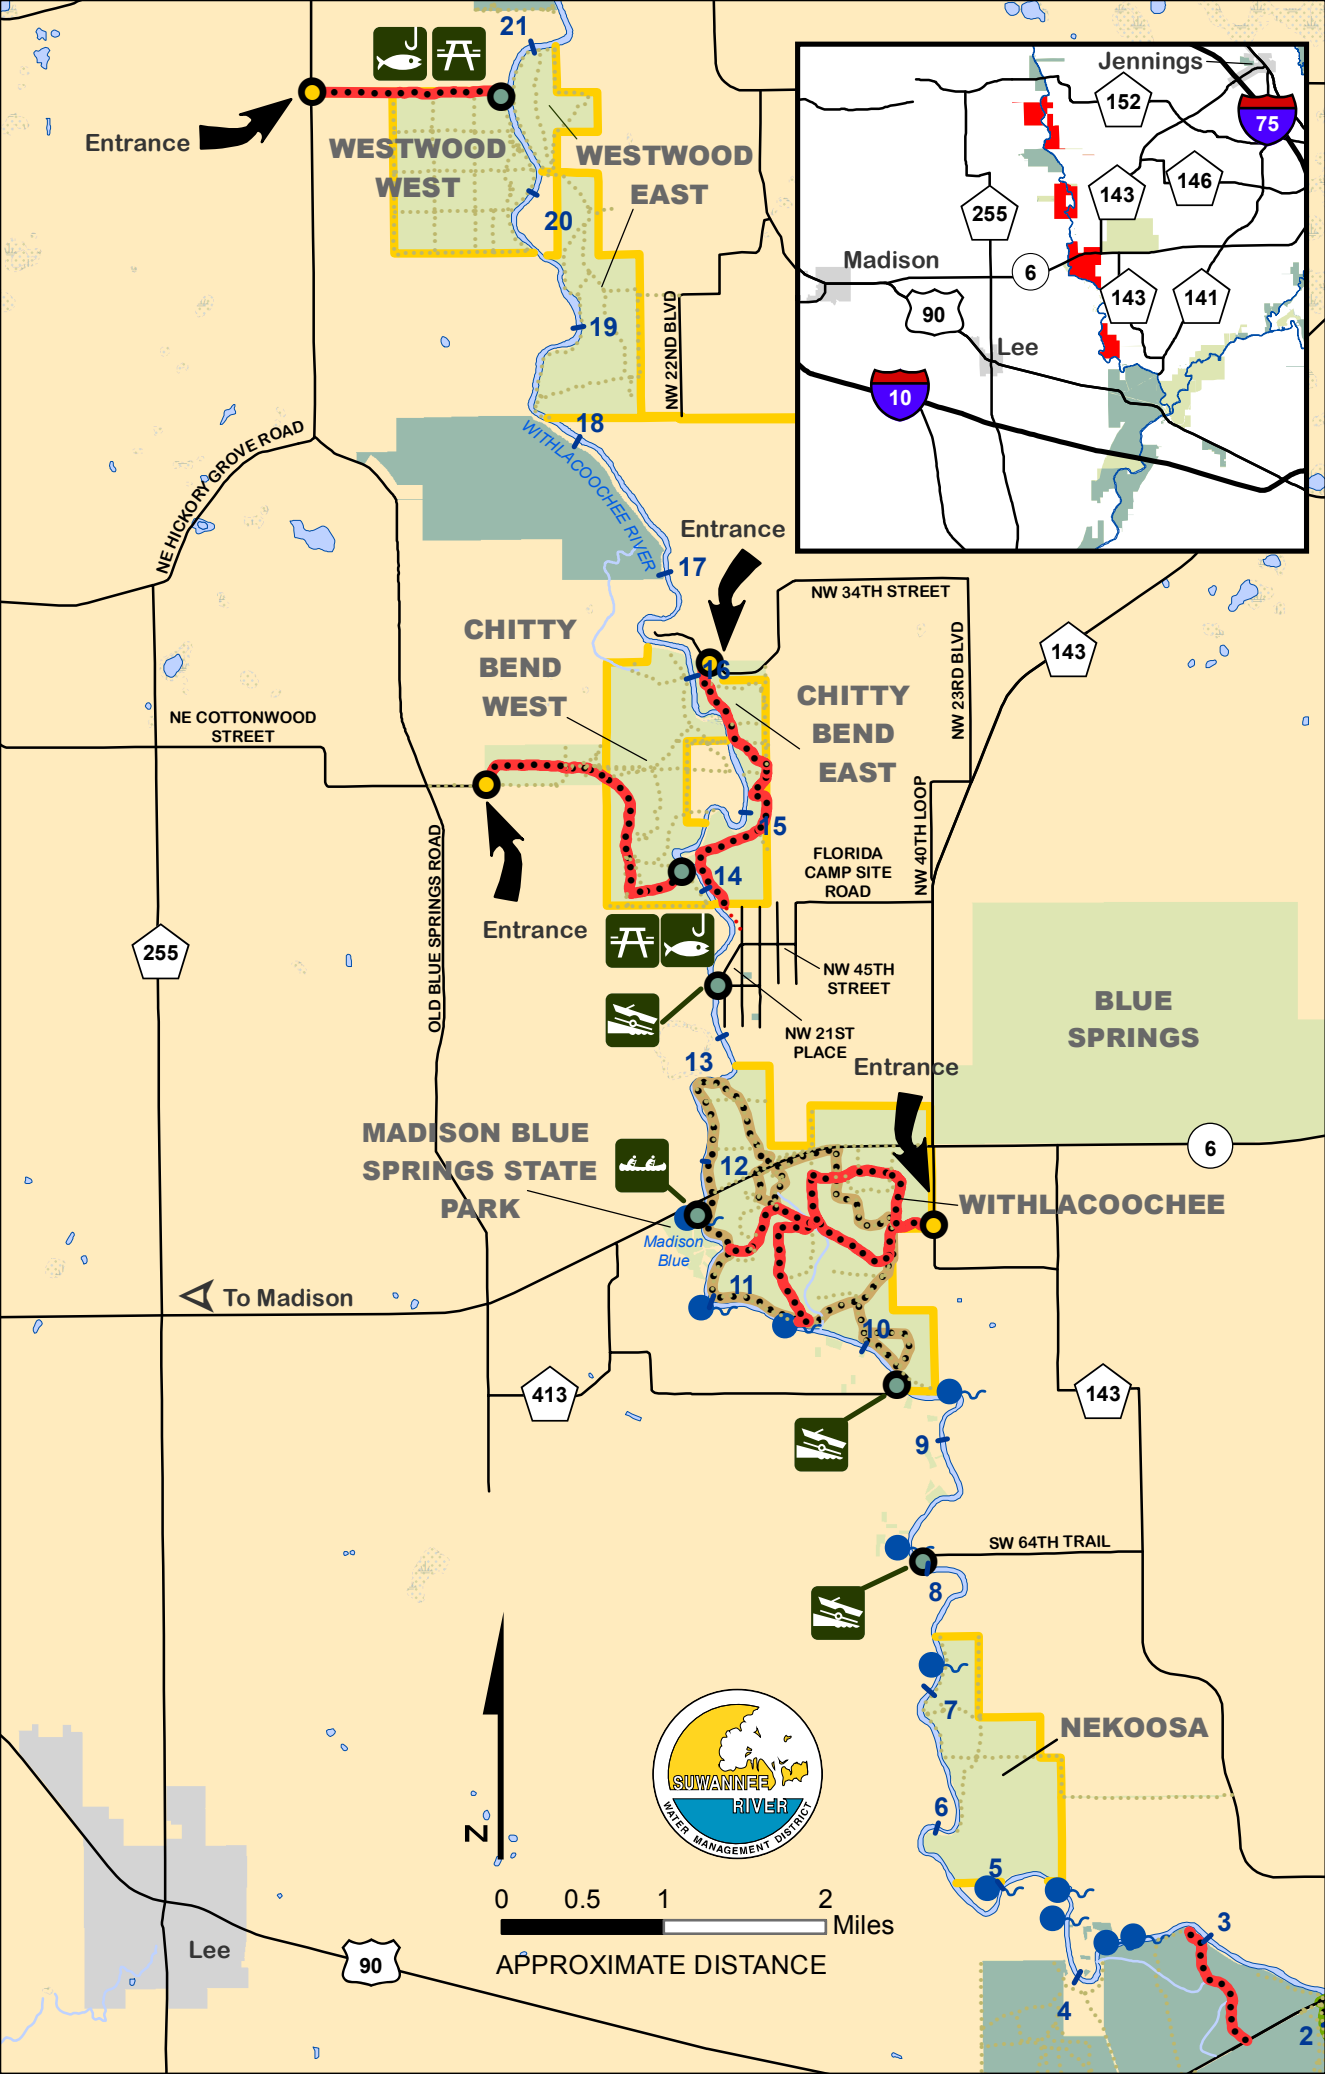 21
Jennings
152
75
Entrance
WESTWOOD
WEST
WESTWOOD
EAST
143
146
255
20
Madison
6
90
143
141
19
Lee
NW 22ND BLVD
10
18
WITHLACOOCHEE RIVER
NE HICKORY GROVE ROAD
Entrance
17
NW 34TH STREET
CHITTY
BEND
WEST
NW 23RD BLVD
143
16
CHITTY
BEND
EAST
NE COTTONWOOD
STREET
NW 40TH LOOP
15
FLORIDA
CAMP SITE
ROAD
14
OLD BLUE SPRINGS ROAD
Entrance
255
NW 45TH
STREET
BLUE
SPRINGS
NW 21ST
PLACE
13
Entrance
MADISON BLUE
SPRINGS STATE
PARK
6
12
WITHLACOOCHEE
Madison
Blue
11
To Madison
10
413
143
9
SW 64TH TRAIL
8
7
NEKOOSA
SUWANNEE
RIVER
WATER MANAGEMENT DISTRICT
6
N
5
0 0.5 1 2
Miles
APPROXIMATE DISTANCE
3
Lee
90
4
2